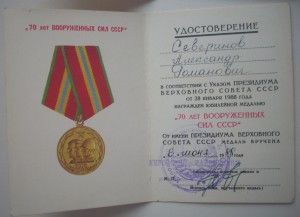 "70 ЛЕТ ВООРУЖЕННЫХ СИЛ СССР"
УДОСТОВЕРЕНИЕ
Северинов
Александр
Романович
В СООТВЕТСТВИИ С УКАЗОМ ПРЕЗИДИУМА
ВЕРХОВНОГО СОВЕТА СССР
ОТ 28 ЯНВАРЯ 1988 ГОДА
НАГРАЖДЕН ЮБИЛЕЙНОЙ МЕДАЛЬЮ
"70 ЛЕТ ВООРУЖЕННЫХ
СИЛ СССР"
От имени ПРЕЗИДИУМА ВЕРХОВНОГО
СОВЕТА СССР МЕДАЛЬ ВРУЧЕНА